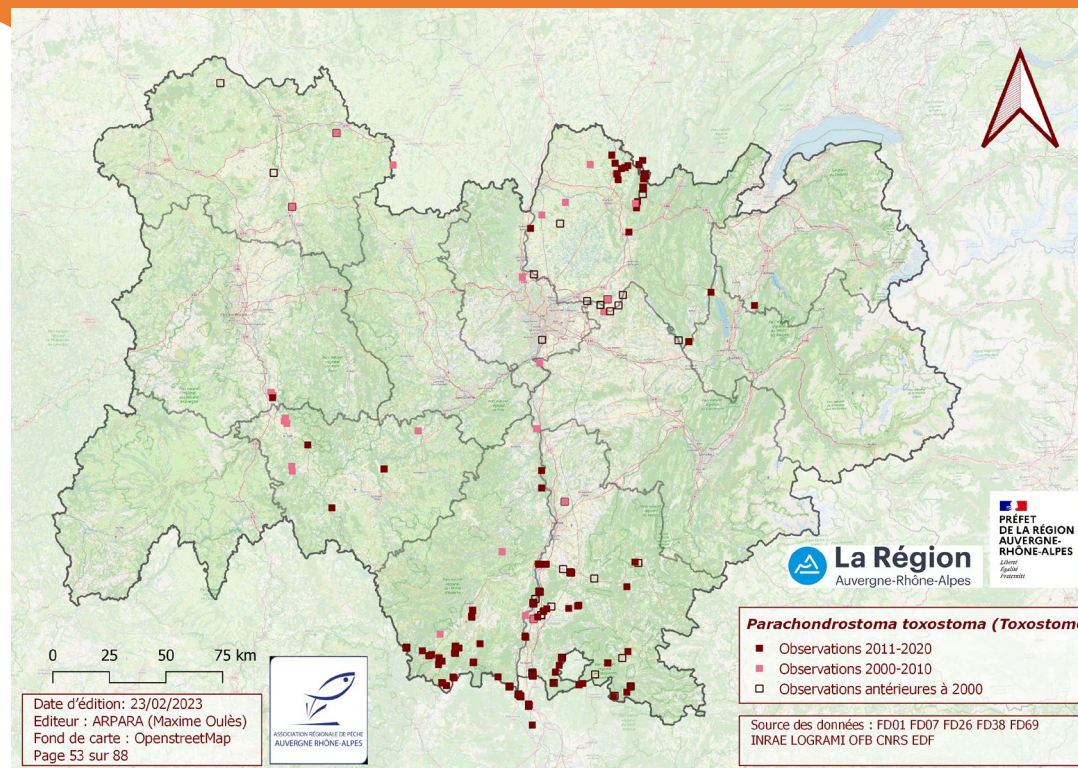 PRÉFET
DE LA RÉGION
AUVERGNE-
RHÔNE-ALPES
Liberté
Égalité
Fraternité
La Région
Auvergne-Rhône-Alpes
Parachondrostoma toxostoma (Toxostome
Observations 2011-2020
Observations 2000-2010
Observations antérieures à 2000
Source des données : FD01 FD07 FD26 FD38 FD69
INRAE LOGRAMI OFB CNRS EDF
0 25 50 75 km
Date d'édition: 23/02/2023
Editeur : ARPARA (Maxime Oulès)
Fond de carte : OpenstreetMap
Page 53 sur 88
ASSOCIATION RÉGIONALE DE PÊCHE
AUVERGNE RHÔNE-ALPES